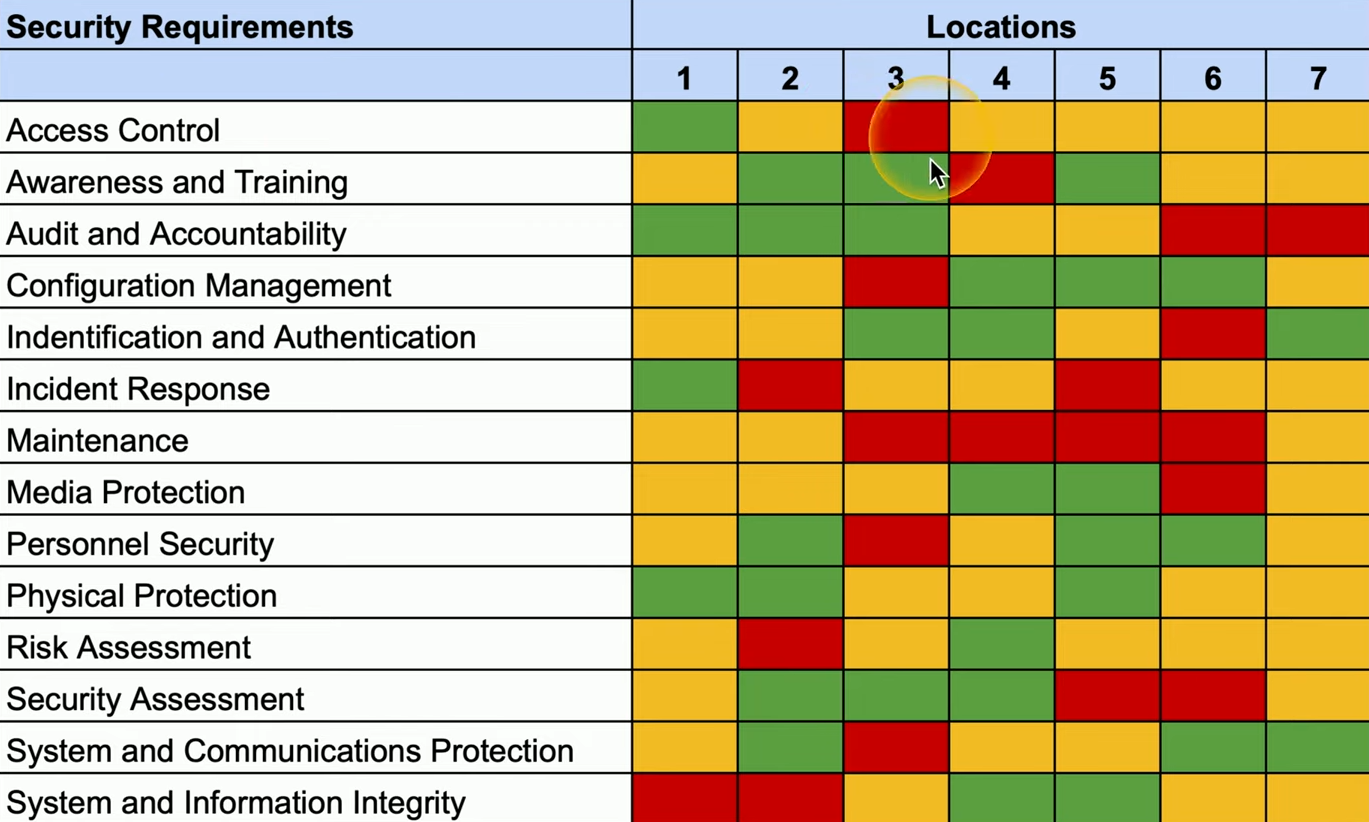 Security Requirements Locations
1 2 3 4 5 6 7
Access Control
Awareness and Training
Audit and Accountability
Configuration Management
Indentification and Authentication
Incident Response
Maintenance
Media Protection
Personnel Security
Physical Protection
Risk Assessment
Security Assessment
System and Communications Protection
System and Information Integrity